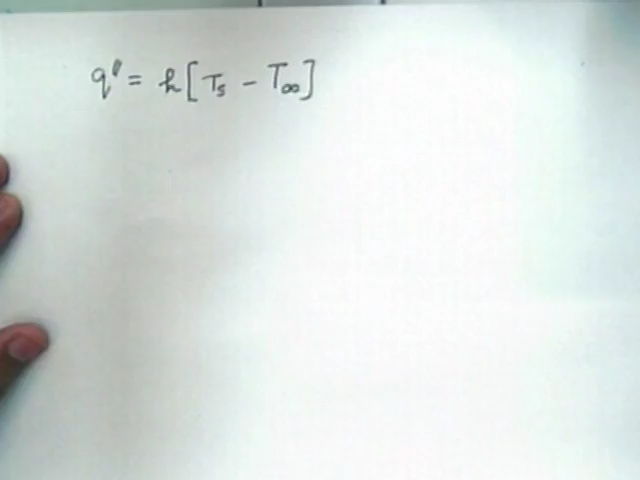 q" = h[Ts - T∞]